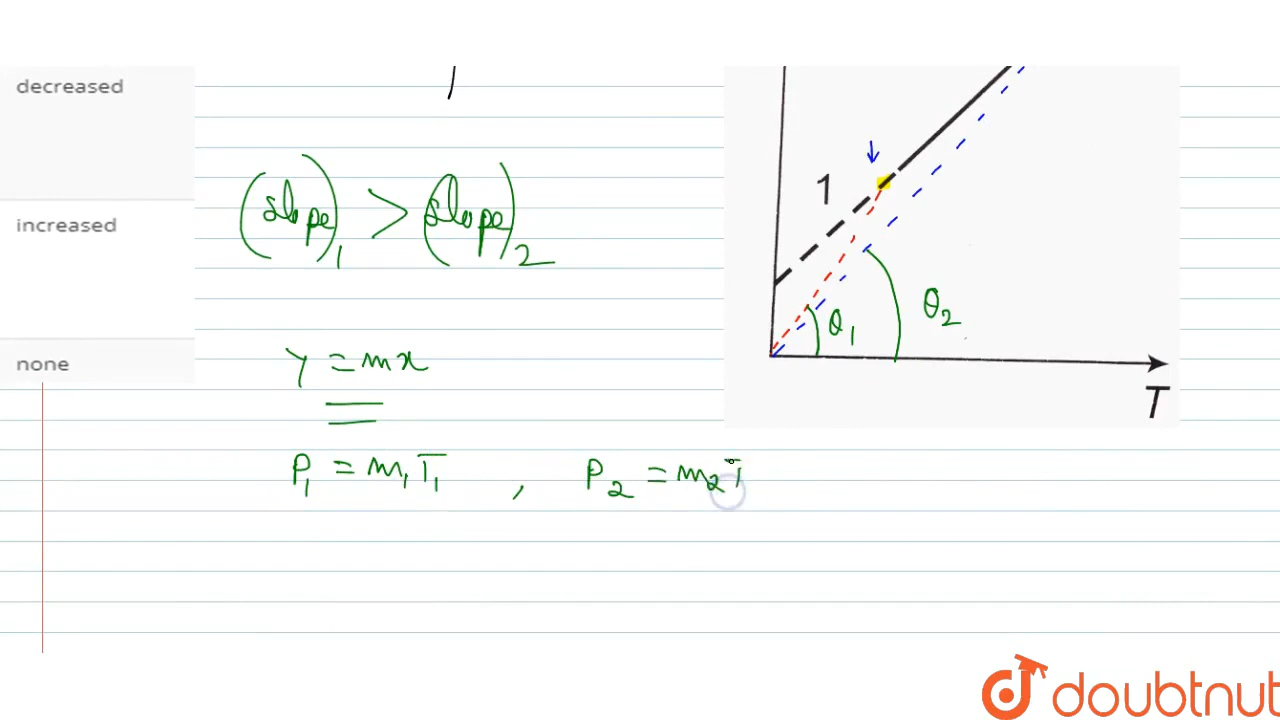 decreased
increased
none
(slope)₁ > (slope)₂
Y = mx
P₁ = m₁T₁ , P₂ = m₂T
1
θ₁
θ₂
T
doubtnut